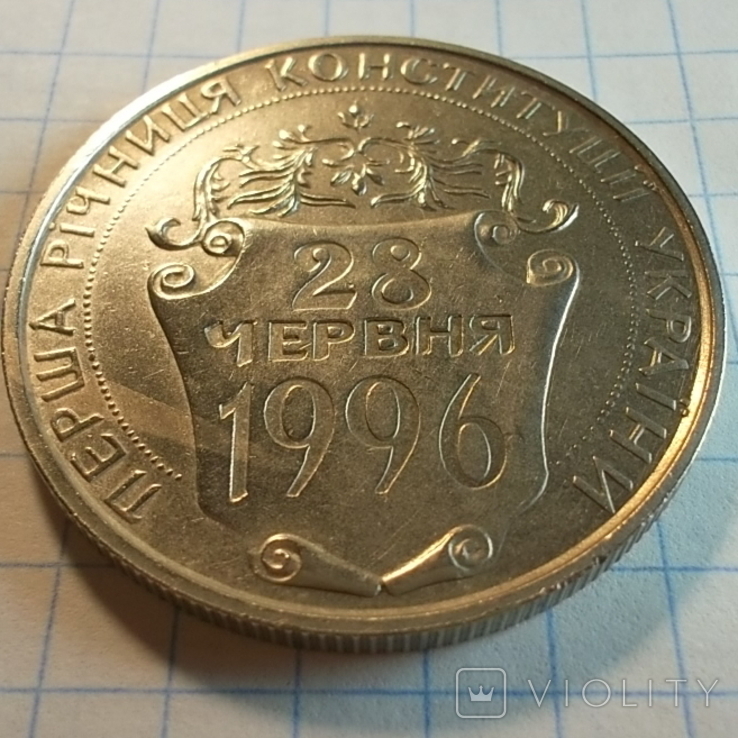 ПЕРША РІЧНИЦЯ КОНСТИТУЦІЇ УКРАЇНИ
28
ЧЕРВНЯ
1996
VIOLITY